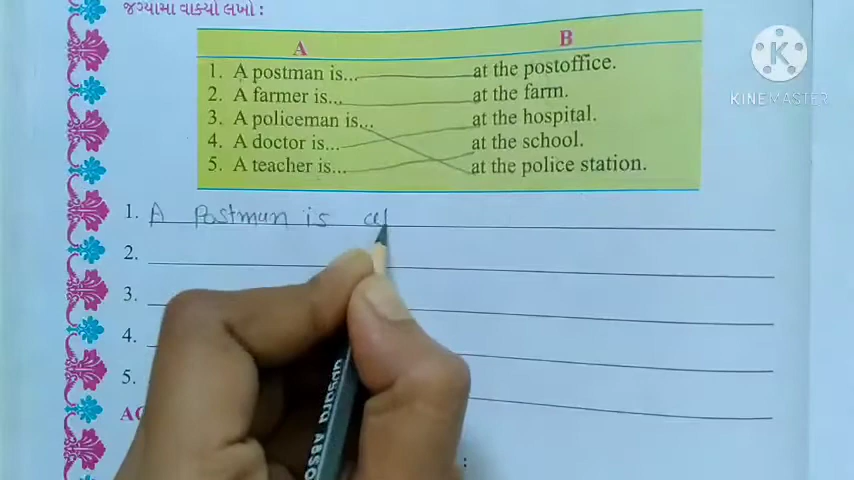 જગ્યામા વાક્યો લખો :
A B
1. A postman is... at the postoffice.
2. A farmer is... at the farm.
3. A policeman is... at the hospital.
4. A doctor is... at the school.
5. A teacher is... at the police station.
1. A Postman is at
2.
3.
4.
5.
K
KINEMASTER
apsara